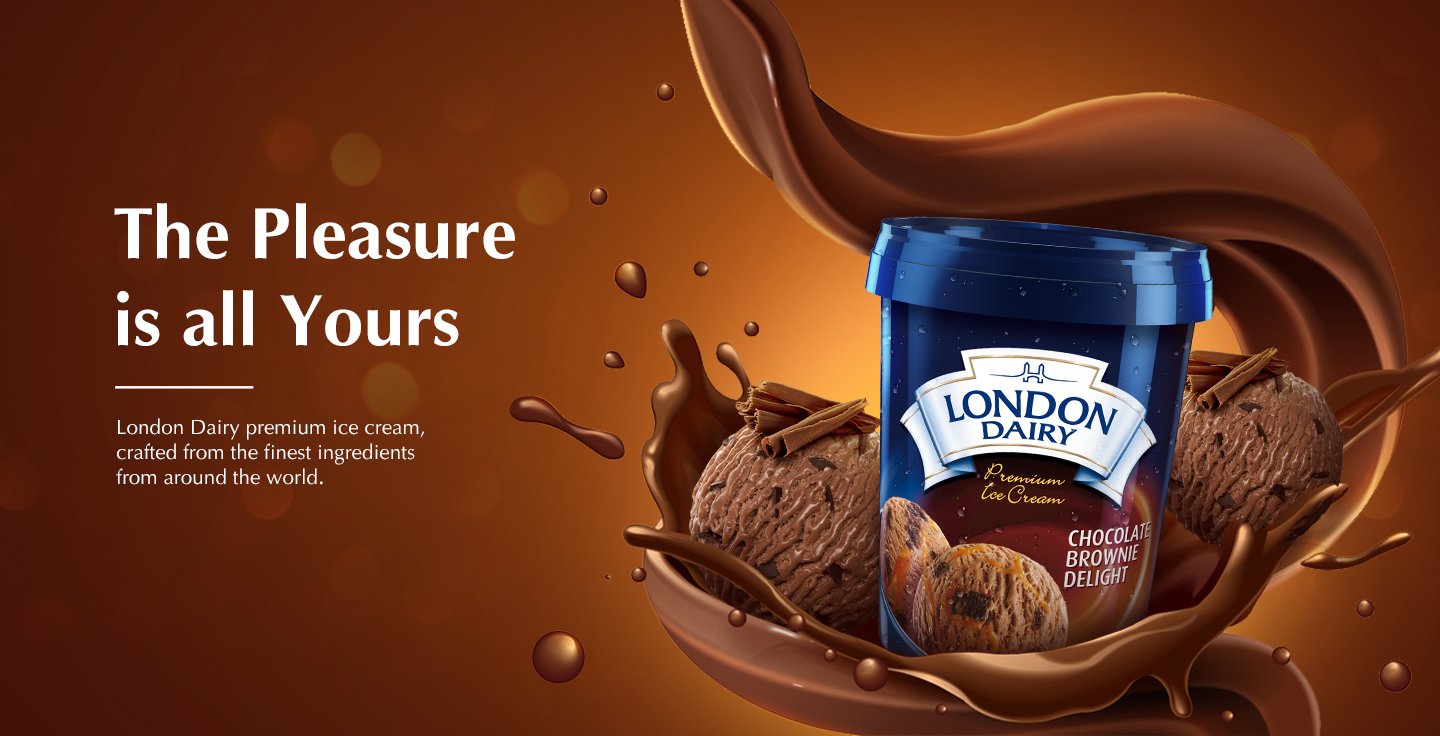 The Pleasure
is all Yours
London Dairy premium ice cream,
crafted from the finest ingredients
from around the world.
LONDON
DAIRY
Premium
Ice Cream
CHOCOLATE
BROWNIE
DELIGHT